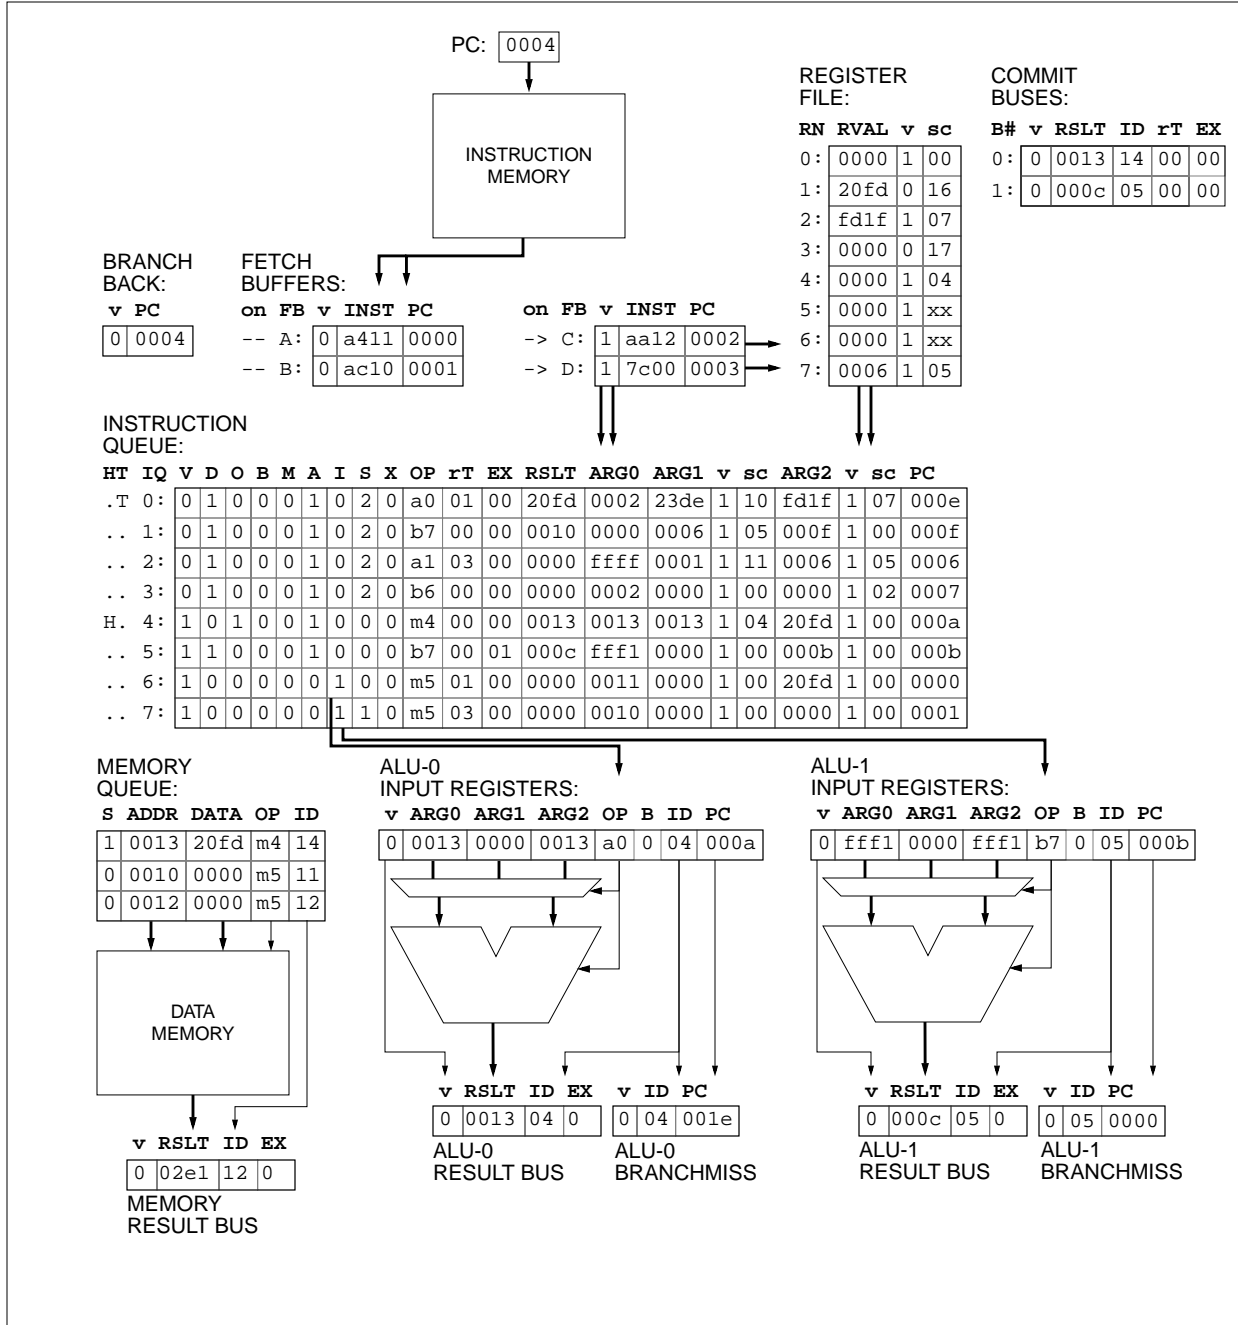 PC: 0004
REGISTER FILE:
COMMIT BUSES:
RN RVAL v sc
B# v RSLT ID rT EX
0: 0000 1 00
0: 0 0013 14 00 00
1: 20fd 0 16
1: 0 000c 05 00 00
2: fd1f 1 07
3: 0000 0 17
4: 0000 1 04
5: 0000 1 xx
6: 0000 1 xx
7: 0006 1 05
INSTRUCTION
MEMORY
BRANCH
BACK:
v PC
0 0004
FETCH
BUFFERS:
on FB v INST PC
-- A: 0 a411 0000
-- B: 0 ac10 0001
on FB v INST PC
-> C: 1 aa12 0002
-> D: 1 7c00 0003
INSTRUCTION
QUEUE:
HT IQ V D O B M A I S X OP rT EX RSLT ARG0 ARG1 v sc ARG2 v sc PC
.T 0: 0 1 0 0 0 1 0 2 0 a0 01 00 20fd 0002 23de 1 10 fd1f 1 07 000e
.. 1: 0 1 0 0 0 1 0 2 0 b7 00 00 0010 0000 0006 1 05 000f 1 00 000f
.. 2: 0 1 0 0 0 1 0 2 0 a1 03 00 0000 ffff 0001 1 11 0006 1 05 0006
.. 3: 0 1 0 0 0 1 0 2 0 b6 00 00 0000 0002 0000 1 00 0000 1 02 0007
H. 4: 1 0 1 0 0 1 0 0 0 m4 00 00 0013 0013 0013 1 04 20fd 1 00 000a
.. 5: 1 1 0 0 0 1 0 0 0 b7 00 01 000c fff1 0000 1 00 000b 1 00 000b
.. 6: 1 0 0 0 0 0 1 0 0 m5 01 00 0000 0011 0000 1 00 20fd 1 00 0000
.. 7: 1 0 0 0 0 0 1 1 0 m5 03 00 0000 0010 0000 1 00 0000 1 00 0001
MEMORY
QUEUE:
S ADDR DATA OP ID
1 0013 20fd m4 14
0 0010 0000 m5 11
0 0012 0000 m5 12
DATA
MEMORY
v RSLT ID EX
0 02e1 12 0
MEMORY
RESULT BUS
ALU-0
INPUT REGISTERS:
v ARG0 ARG1 ARG2 OP B ID PC
0 0013 0000 0013 a0 0 04 000a
v RSLT ID EX
0 0013 04 0
ALU-0
RESULT BUS
v ID PC
0 04 001e
ALU-0
BRANCHMISS
ALU-1
INPUT REGISTERS:
v ARG0 ARG1 ARG2 OP B ID PC
0 fff1 0000 fff1 b7 0 05 000b
v RSLT ID EX
0 000c 05 0
ALU-1
RESULT BUS
v ID PC
0 05 0000
ALU-1
BRANCHMISS